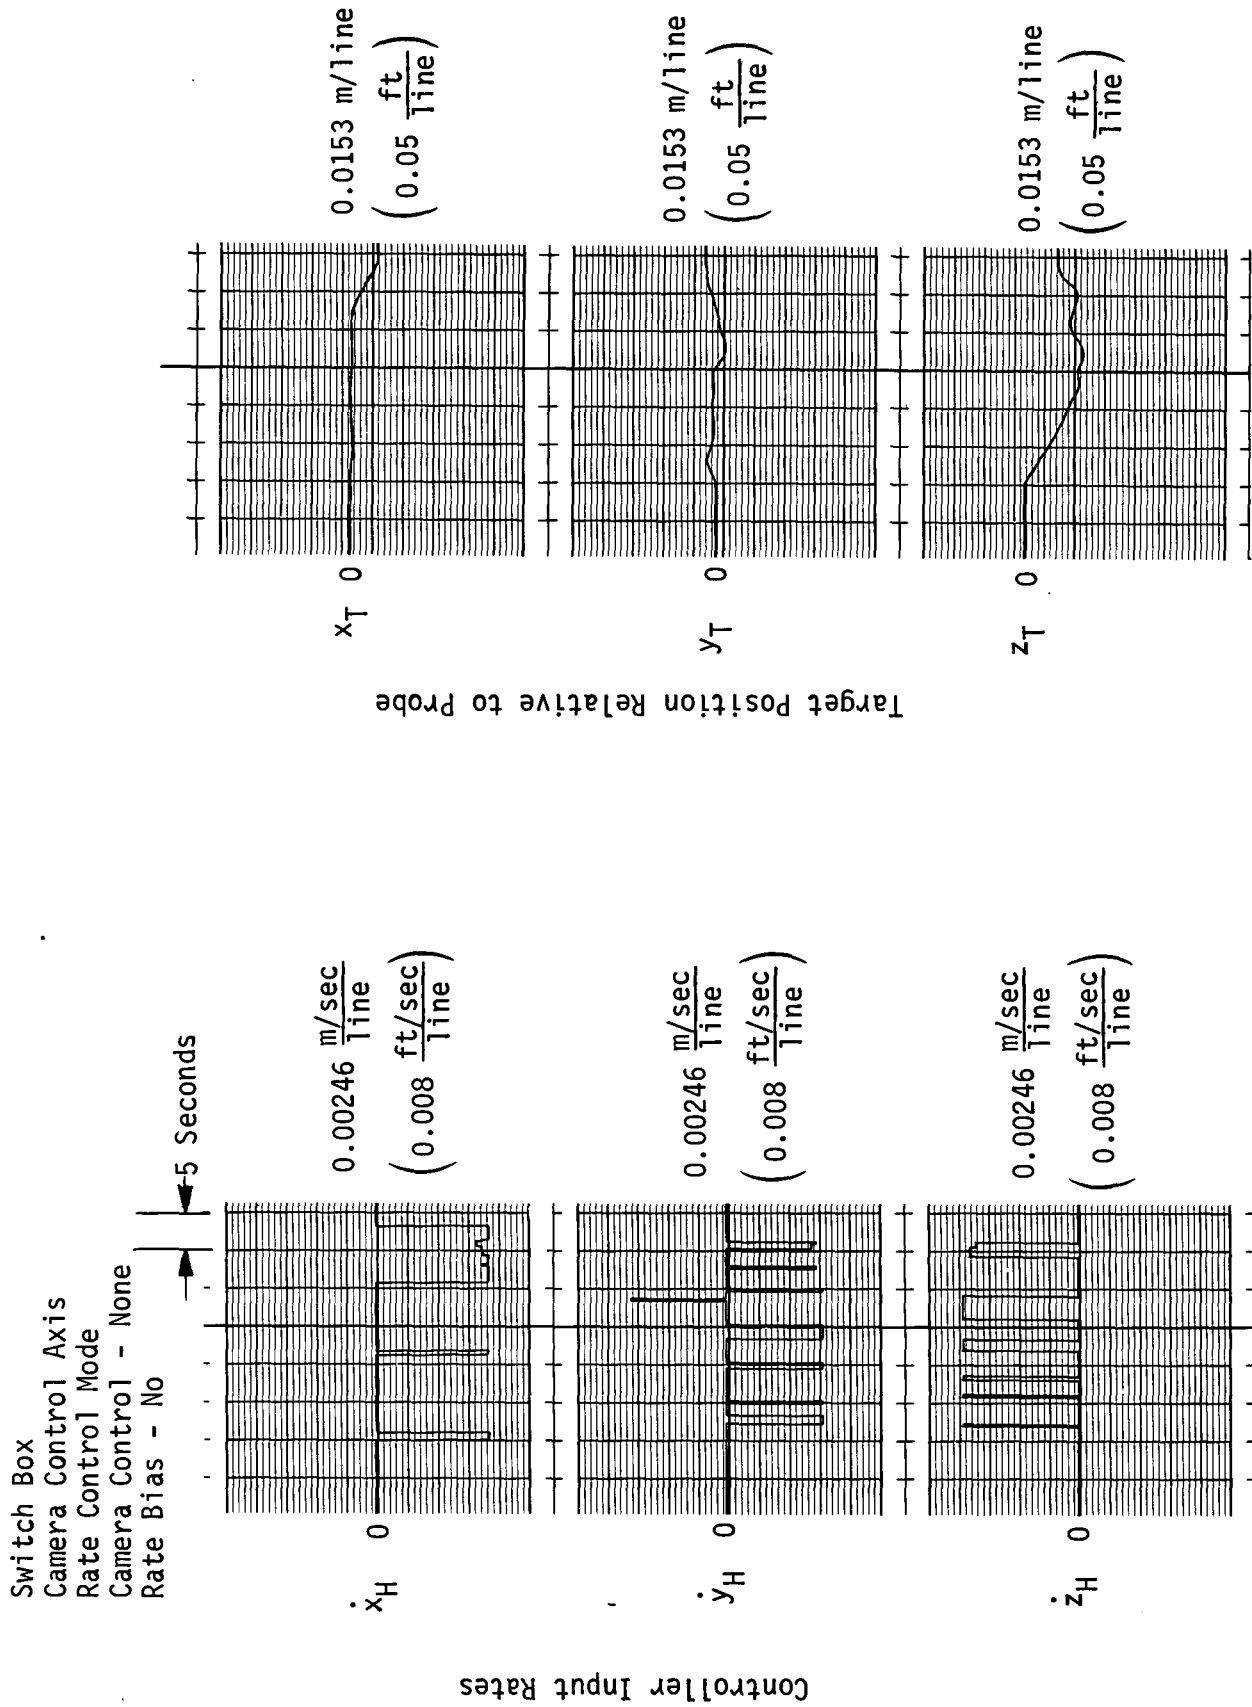 Switch Box
Camera Control Axis
Rate Control Mode
Camera Control - None
Rate Bias - No
5 Seconds
Controller Input Rates
ẋH
0
0.00246 m/sec
line
(0.008 ft/sec
line)
ẏH
0
0.00246 m/sec
line
(0.008 ft/sec
line)
żH
0
0.00246 m/sec
line
(0.008 ft/sec
line)
Target Position Relative to Probe
xT
0
0.0153 m/line
(0.05 ft
line)
yT
0
0.0153 m/line
(0.05 ft
line)
zT
0
0.0153 m/line
(0.05 ft
line)